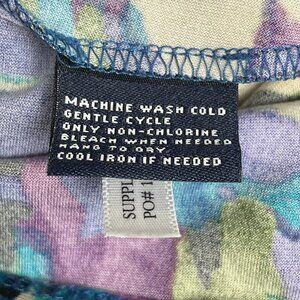 MACHINE WASH COLD
GENTLE CYCLE
ONLY NON-CHLORINE
BLEACH WHEN NEEDED
HANG TO DRY
COOL IRON IF NEEDED
SUPPL
PO# 1